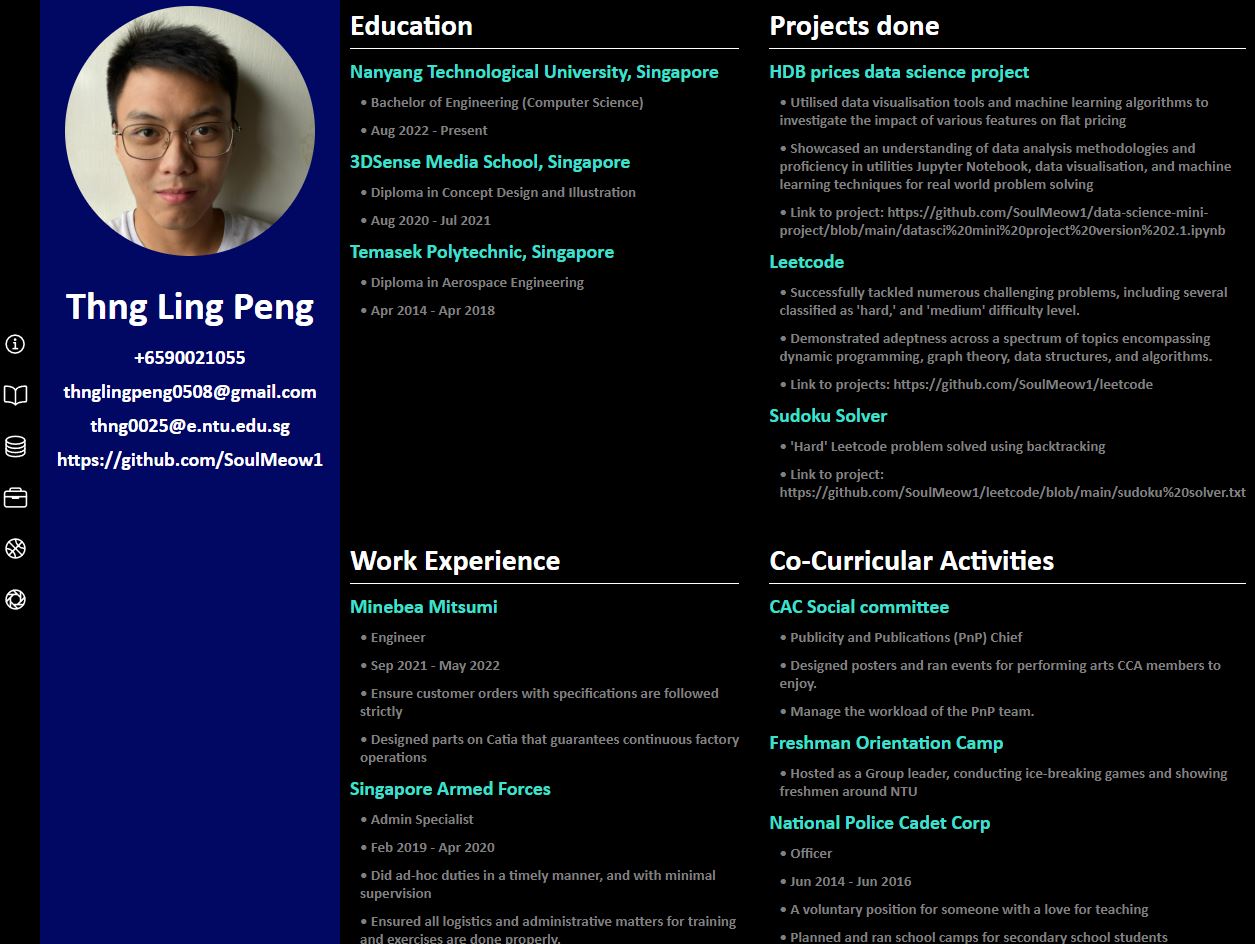 Thng Ling Peng
+6590021055
thnglingpeng0508@gmail.com
thng0025@e.ntu.edu.sg
https://github.com/SoulMeow1
Education
Nanyang Technological University, Singapore
• Bachelor of Engineering (Computer Science)
• Aug 2022 - Present
3DSense Media School, Singapore
• Diploma in Concept Design and Illustration
• Aug 2020 - Jul 2021
Temasek Polytechnic, Singapore
• Diploma in Aerospace Engineering
• Apr 2014 - Apr 2018
Projects done
HDB prices data science project
• Utilised data visualisation tools and machine learning algorithms to
investigate the impact of various features on flat pricing
• Showcased an understanding of data analysis methodologies and
proficiency in utilities Jupyter Notebook, data visualisation, and machine
learning techniques for real world problem solving
• Link to project: https://github.com/SoulMeow1/data-science-mini-
project/blob/main/datasci%20mini%20project%20version%202.1.ipynb
Leetcode
• Successfully tackled numerous challenging problems, including several
classified as 'hard,' and 'medium' difficulty level.
• Demonstrated adeptness across a spectrum of topics encompassing
dynamic programming, graph theory, data structures, and algorithms.
• Link to projects: https://github.com/SoulMeow1/leetcode
Sudoku Solver
• 'Hard' Leetcode problem solved using backtracking
• Link to project:
https://github.com/SoulMeow1/leetcode/blob/main/sudoku%20solver.txt
Work Experience
Minebea Mitsumi
• Engineer
• Sep 2021 - May 2022
• Ensure customer orders with specifications are followed
strictly
• Designed parts on Catia that guarantees continuous factory
operations
Singapore Armed Forces
• Admin Specialist
• Feb 2019 - Apr 2020
• Did ad-hoc duties in a timely manner, and with minimal
supervision
• Ensured all logistics and administrative matters for training
and exercises are done properly.
Co-Curricular Activities
CAC Social committee
• Publicity and Publications (PnP) Chief
• Designed posters and ran events for performing arts CCA members to
enjoy.
• Manage the workload of the PnP team.
Freshman Orientation Camp
• Hosted as a Group leader, conducting ice-breaking games and showing
freshmen around NTU
National Police Cadet Corp
• Officer
• Jun 2014 - Jun 2016
• A voluntary position for someone with a love for teaching
• Planned and ran school camps for secondary school students